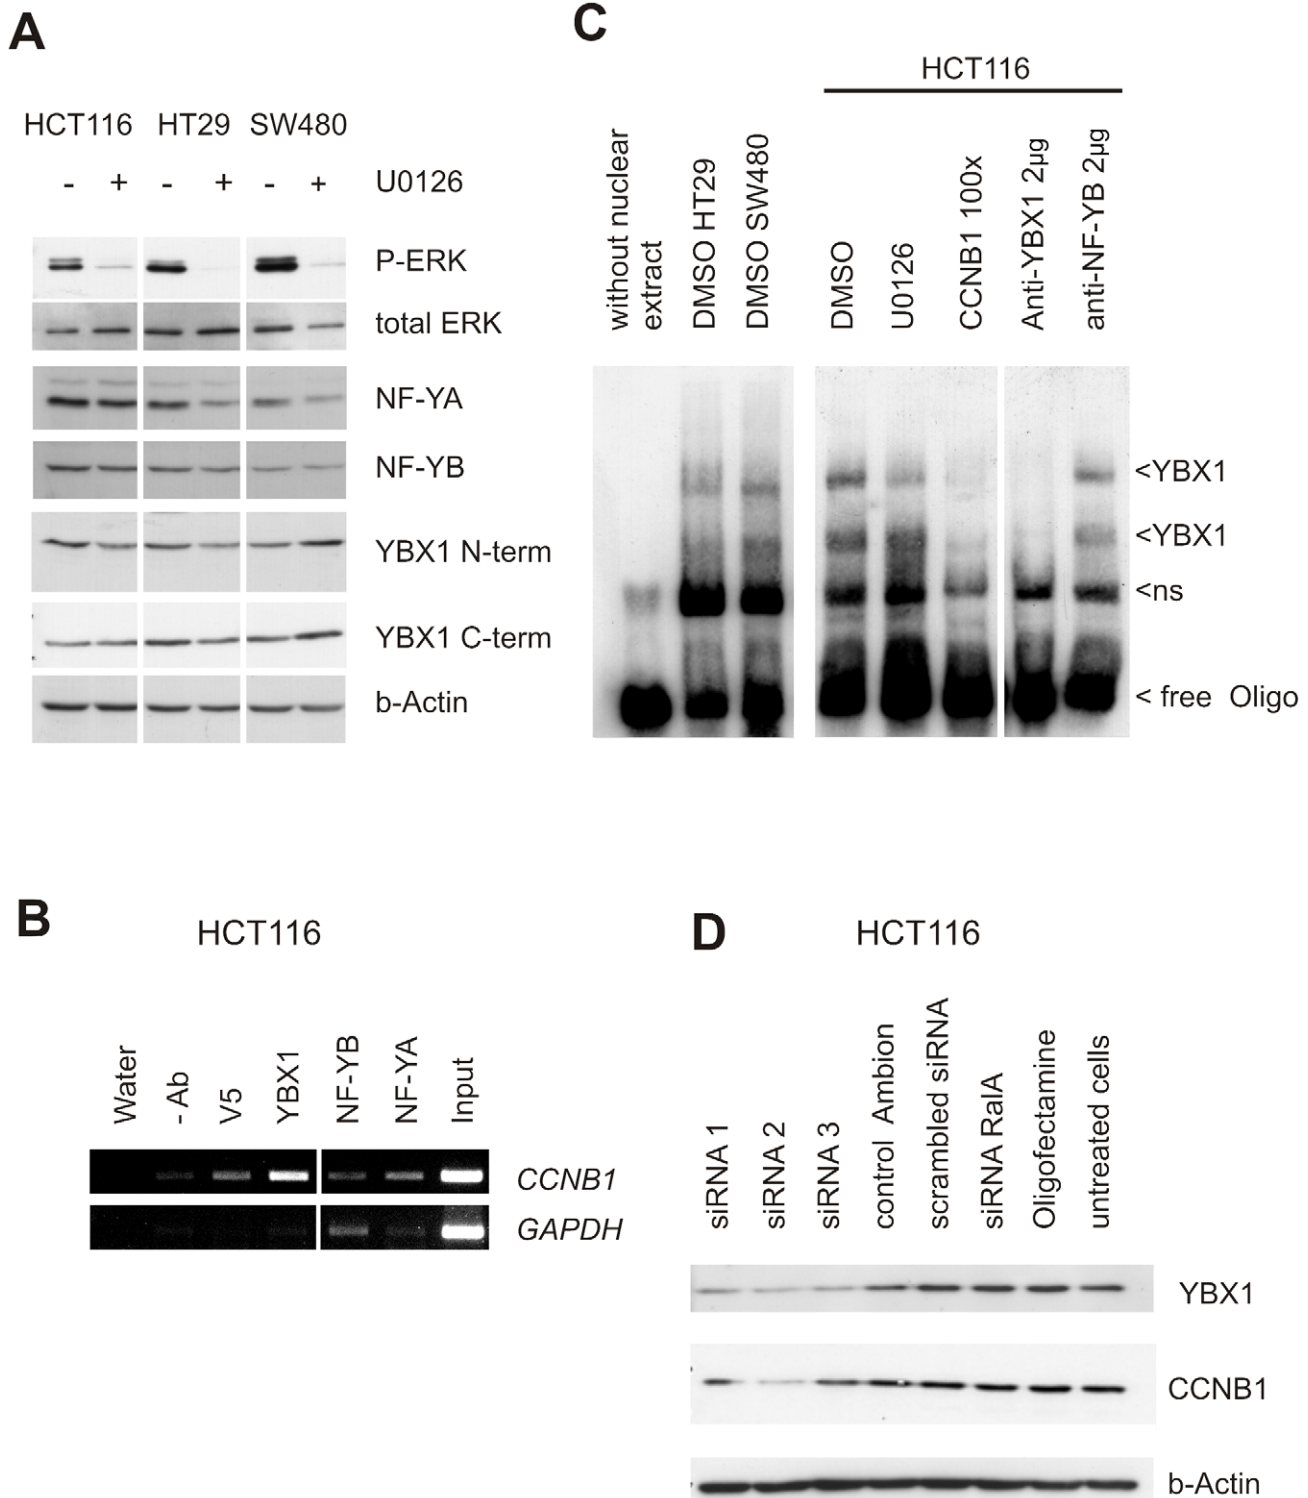 A
HCT116 HT29 SW480
- + - + - + U0126
P-ERK
total ERK
NF-YA
NF-YB
YBX1 N-term
YBX1 C-term
b-Actin
C
HCT116
without nuclear
extract
DMSO HT29
DMSO SW480
DMSO
U0126
CCNB1 100x
Anti-YBX1 2µg
anti-NF-YB 2µg
<YBX1
<YBX1
<ns
< free Oligo
B
HCT116
Water
- Ab
V5
YBX1
NF-YB
NF-YA
Input
CCNB1
GAPDH
D
HCT116
siRNA 1
siRNA 2
siRNA 3
control Ambion
scrambled siRNA
siRNA RalA
Oligofectamine
untreated cells
YBX1
CCNB1
b-Actin